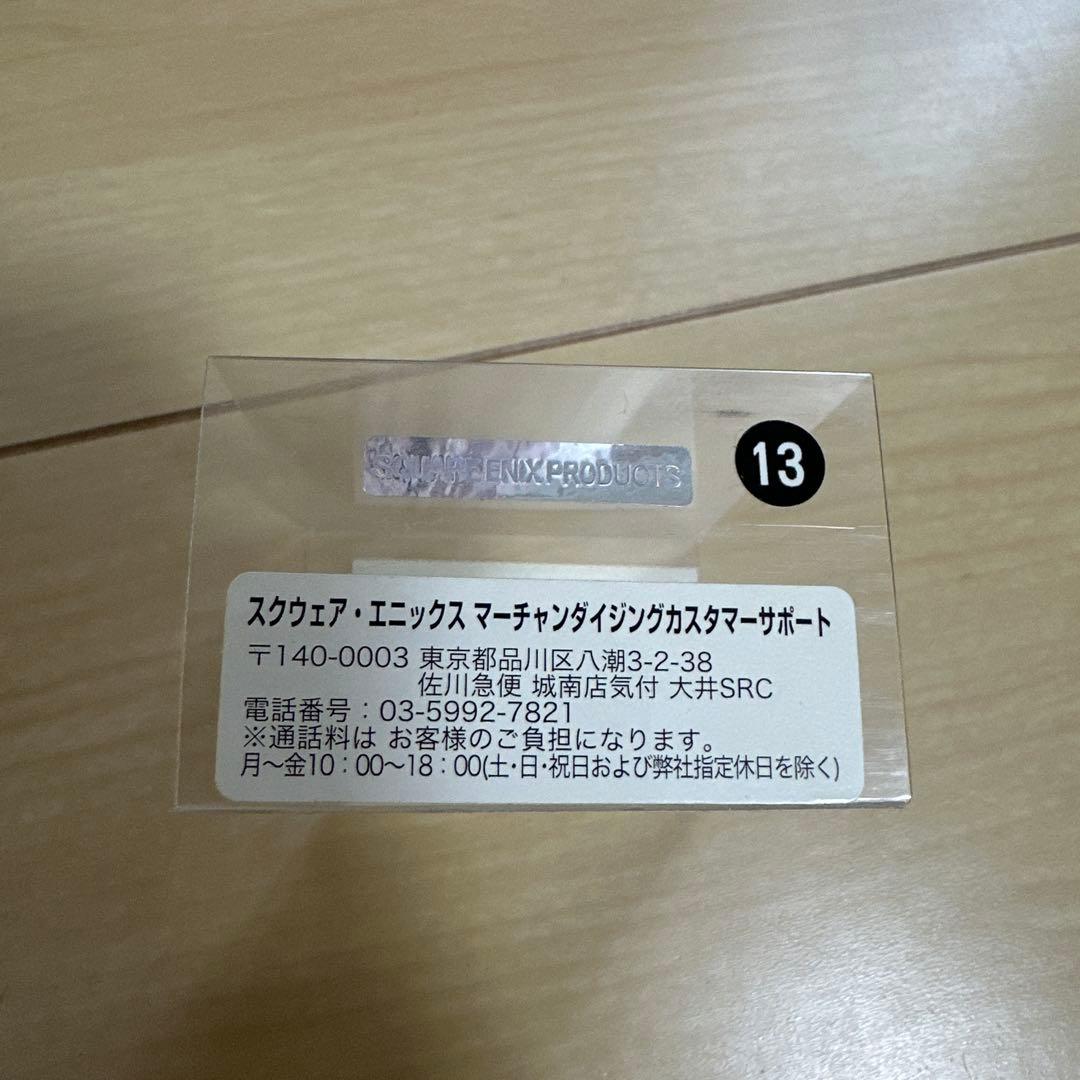 SQUARE ENIX PRODUCTS
13
スクウェア・エニックス マーチャンダイジングカスタマーサポート
〒140-0003 東京都品川区八潮3-2-38
佐川急便 城南店気付 大井SRC
電話番号：03-5992-7821
※通話料は お客様のご負担になります。
月〜金10：00〜18：00(土・日・祝日および弊社指定休日を除く)